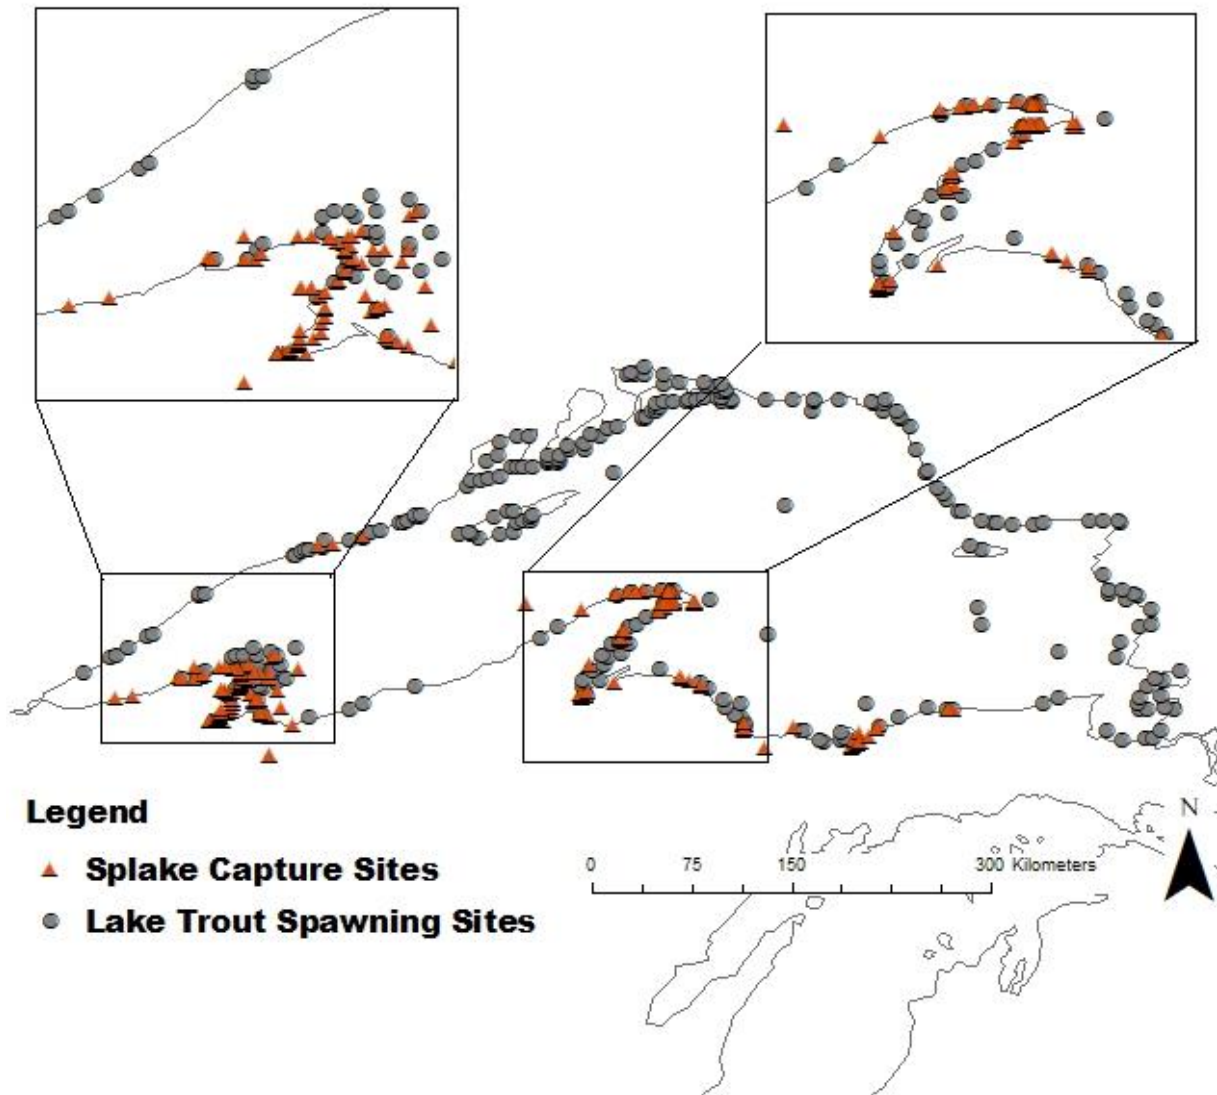 Legend
Splake Capture Sites
Lake Trout Spawning Sites
0 75 150 300 Kilometers
N